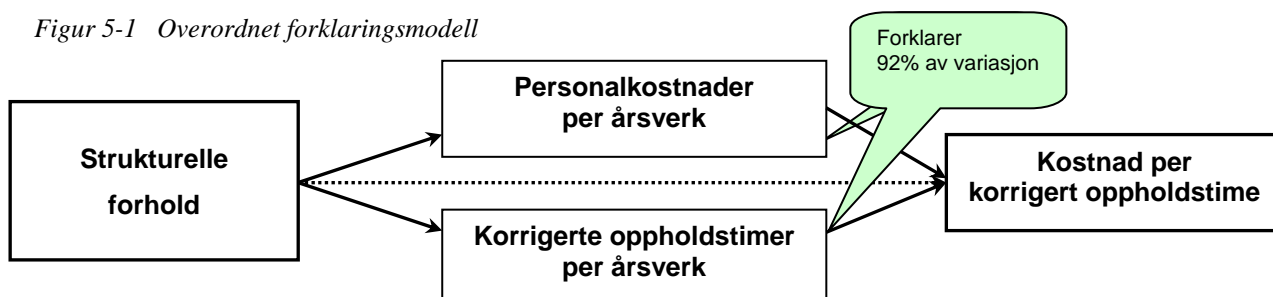 Figur 5-1 Overordnet forklaringsmodell
Forklarer
92% av variasjon
Personalkostnader
per årsverk
Strukturelle
forhold
Kostnad per
korrigert oppholdstime
Korrigerte oppholdstimer
per årsverk